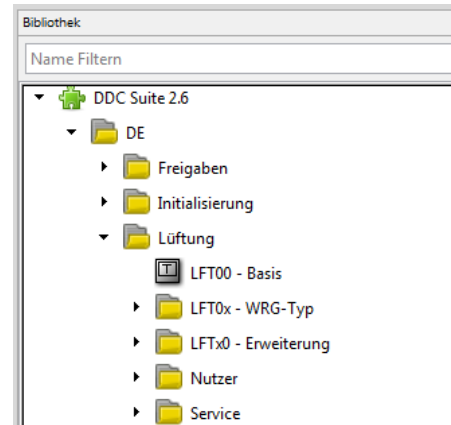 Bibliothek
Name Filtern
DDC Suite 2.6
DE
Freigaben
Initialisierung
Lüftung
T LFT00 - Basis
LFT0x - WRG-Typ
LFTx0 - Erweiterung
Nutzer
Service